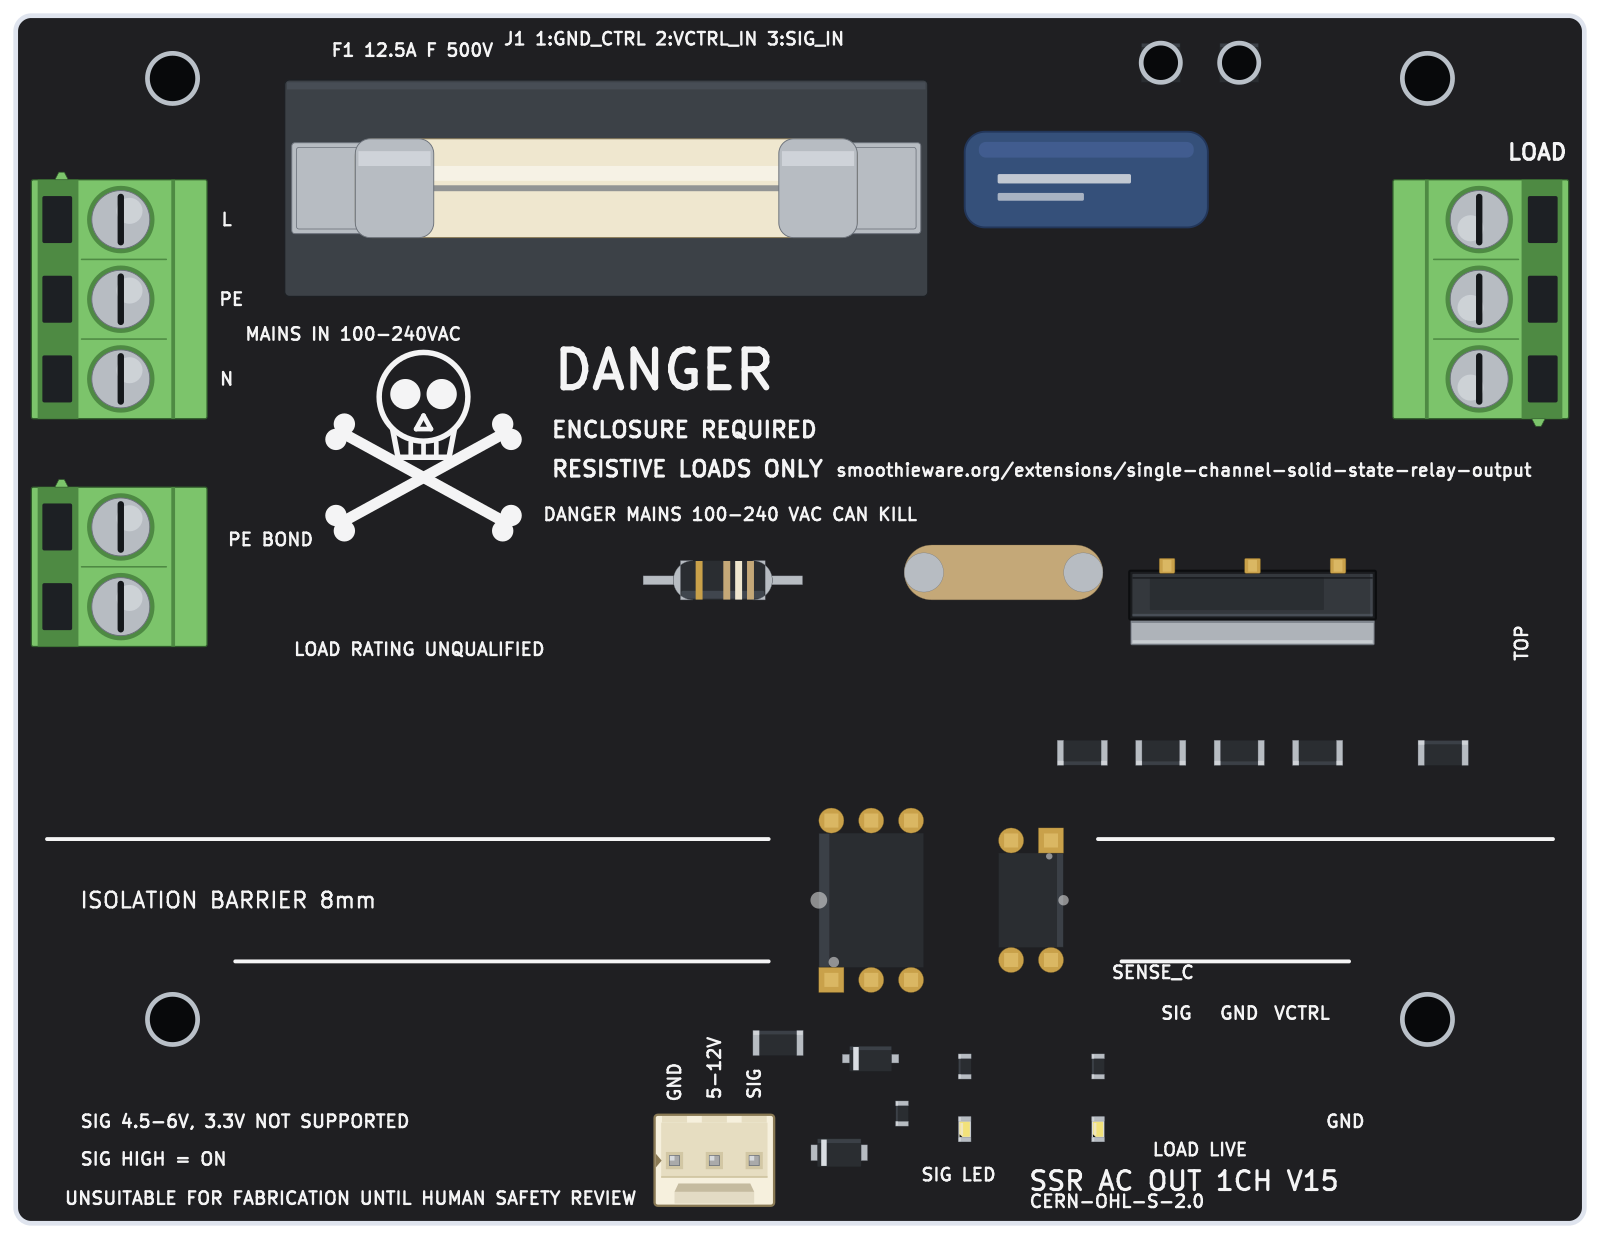 F1 12.5A F 500V
J1 1:GND_CTRL 2:VCTRL_IN 3:SIG_IN
LOAD
L
PE
MAINS IN 100-240VAC
N
DANGER
ENCLOSURE REQUIRED
RESISTIVE LOADS ONLY
smoothieware.org/extensions/single-channel-solid-state-relay-output
DANGER MAINS 100-240 VAC CAN KILL
PE BOND
LOAD RATING UNQUALIFIED
TOP
ISOLATION BARRIER 8mm
SENSE_C
SIG GND VCTRL
GND
5-12V
SIG
SIG 4.5-6V, 3.3V NOT SUPPORTED
GND
LOAD LIVE
SIG HIGH = ON
SIG LED
SSR AC OUT 1CH V15
UNSUITABLE FOR FABRICATION UNTIL HUMAN SAFETY REVIEW
CERN-OHL-S-2.0